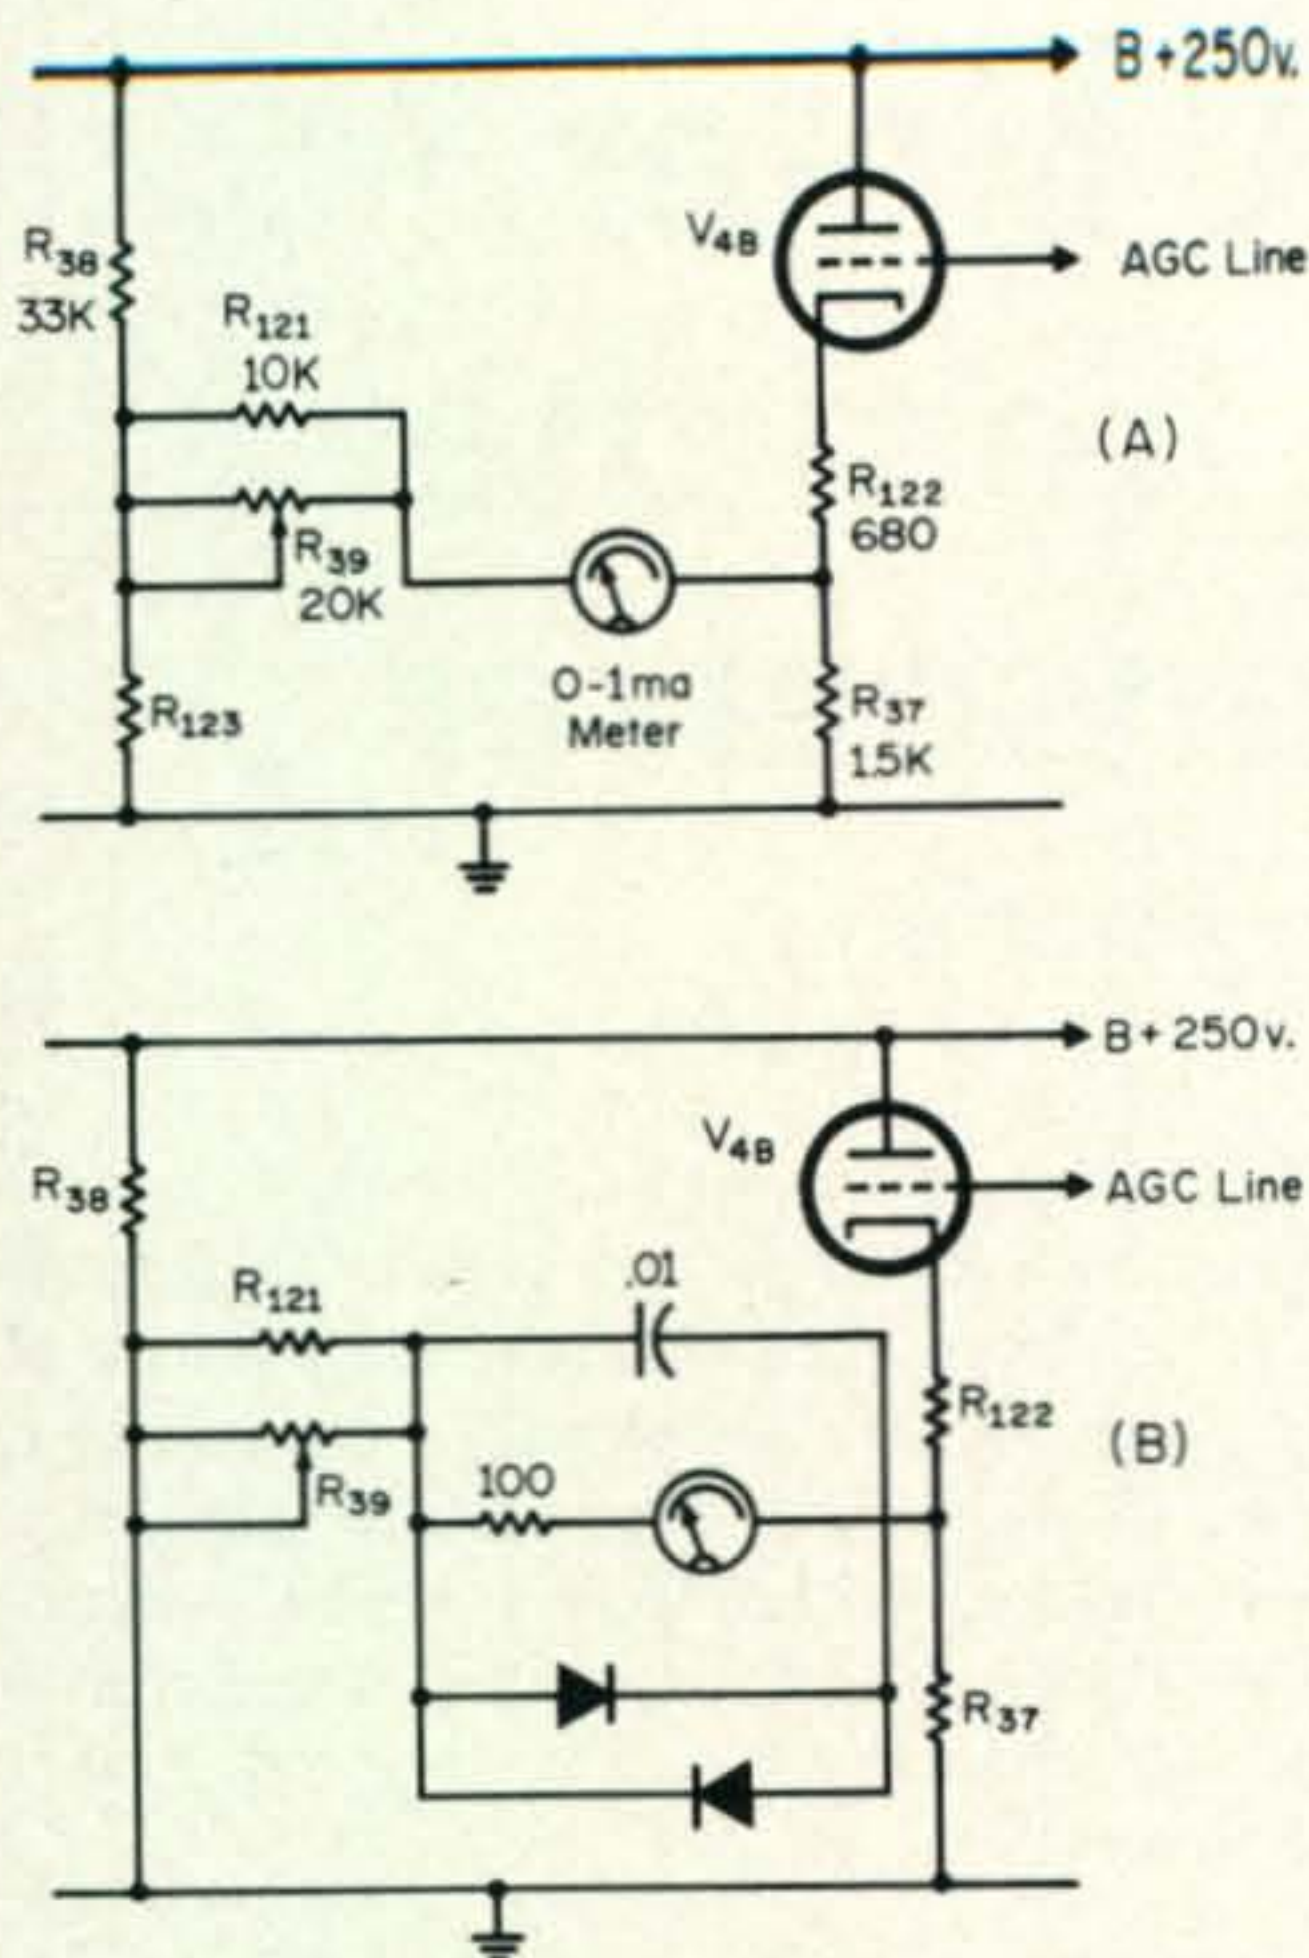 B+250v.
V4B
AGC Line
R38
33K
R121
10K
(A)
R122
680
R39
20K
0-1ma
Meter
R123
R37
1.5K
B+ 250v.
V4B
R38
AGC Line
.01
R121
R122
(B)
100
R39
R37